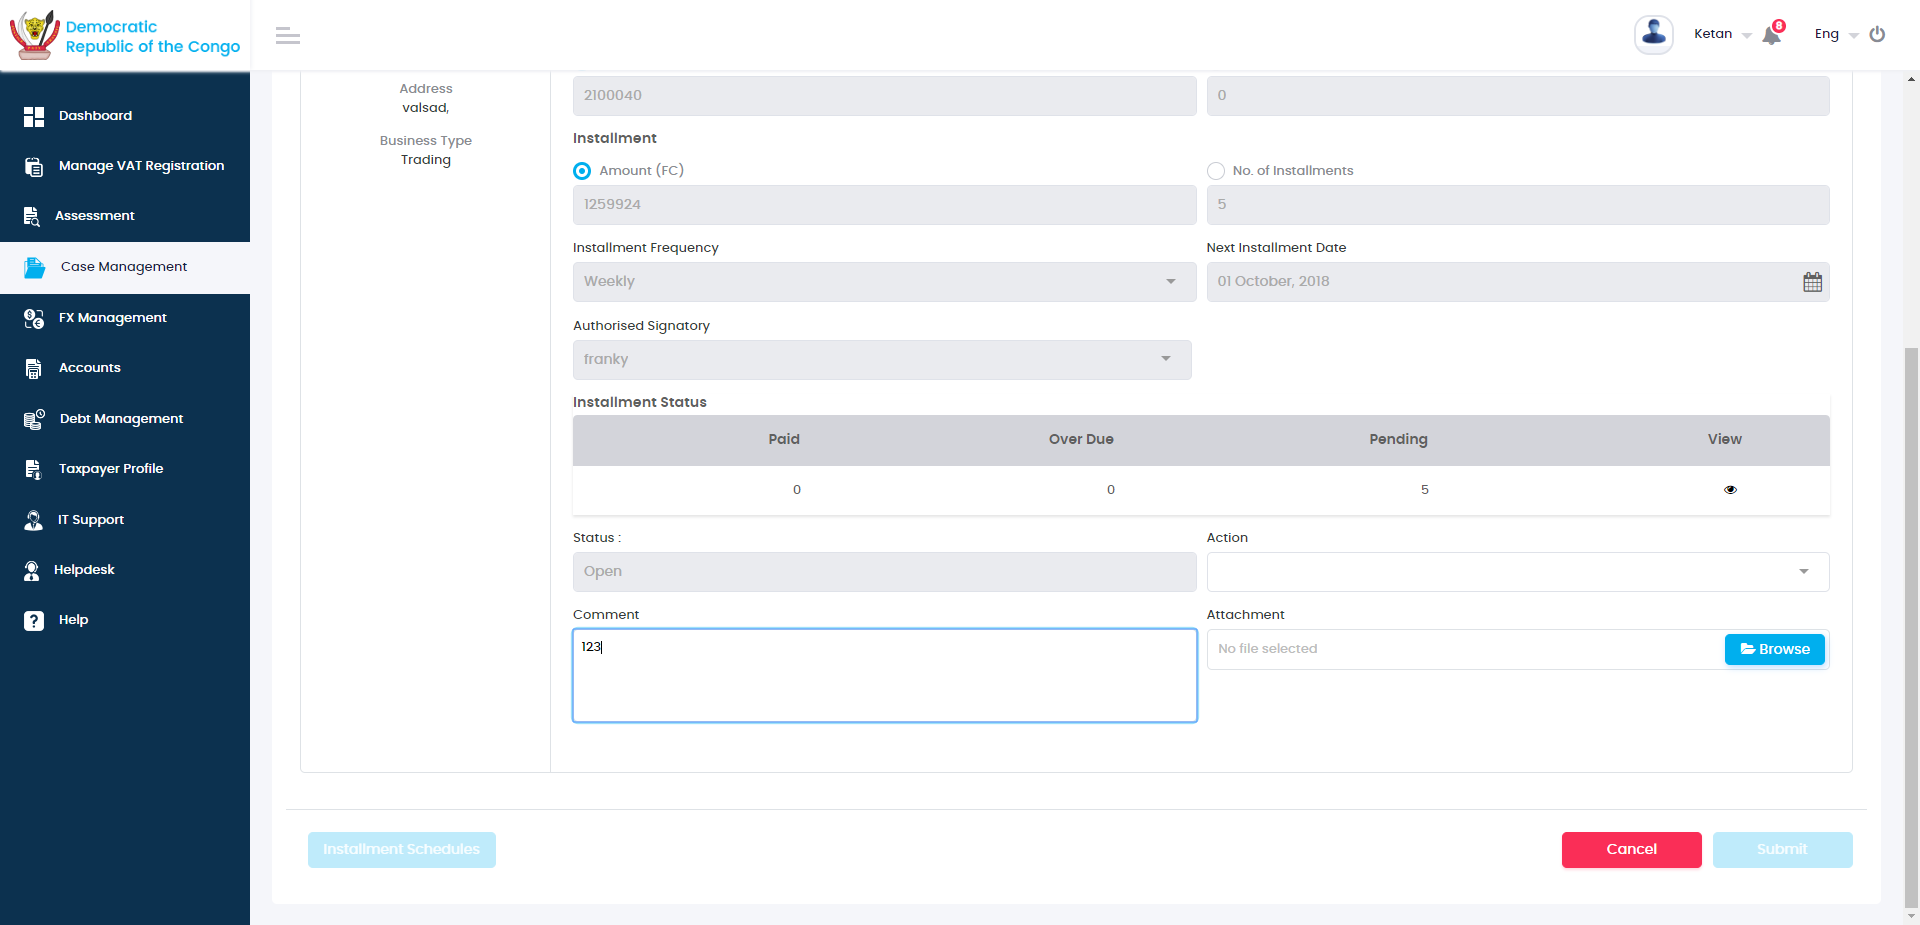 Democratic
Republic of the Congo
Ketan
8
Eng
Dashboard
Manage VAT Registration
Assessment
Case Management
FX Management
Accounts
Debt Management
Taxpayer Profile
IT Support
Helpdesk
Help
Address
valsad,
Business Type
Trading
2100040
0
Installment
Amount (FC)
No. of Installments
1259924
5
Installment Frequency
Next Installment Date
Weekly
01 October, 2018
Authorised Signatory
franky
Installment Status
Paid Over Due Pending View
0 0 5
Status :
Action
Open
Comment
Attachment
123
No file selected
Browse
Installment Schedules
Cancel
Submit